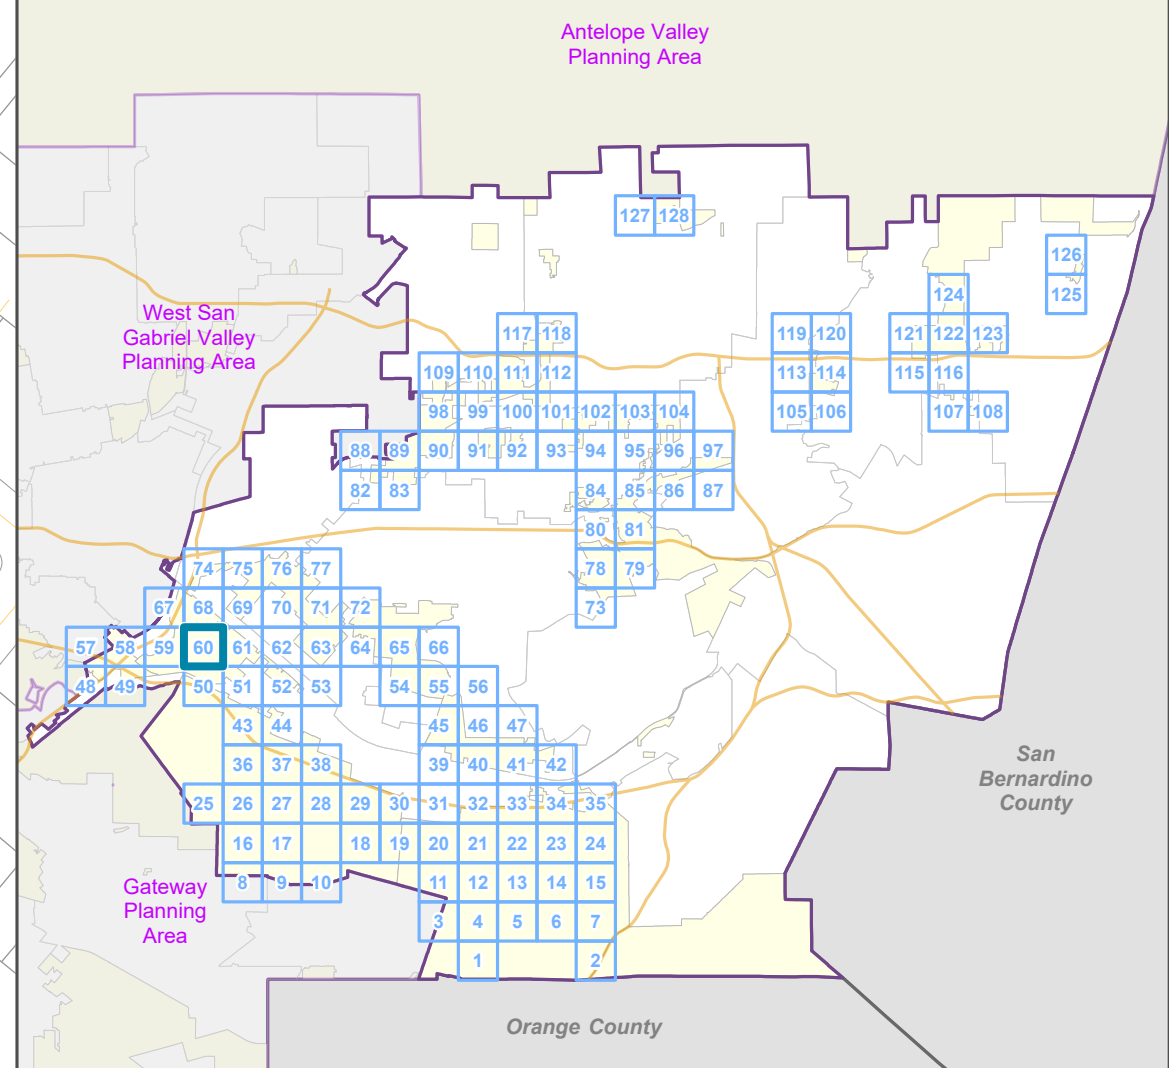 Antelope Valley
Planning Area
127 128
126
West San
Gabriel Valley
Planning Area
124 125
117 118 119 120 121 122 123
109 110 111 112 113 114 115 116
98 99 100 101 102 103 104 105 106 107 108
88 89 90 91 92 93 94 95 96 97
82 83 84 85 86 87
80 81
74 75 76 77 78 79
67 68 69 70 71 72 73
57 58 59 60 61 62 63 64 65 66
48 49 50 51 52 53 54 55 56
43 44 45 46 47
36 37 38 39 40 41 42
San
Bernardino
County
25 26 27 28 29 30 31 32 33 34 35
16 17 18 19 20 21 22 23 24
8 9 10 11 12 13 14 15
Gateway
Planning
Area
3 4 5 6 7
1 2
Orange County